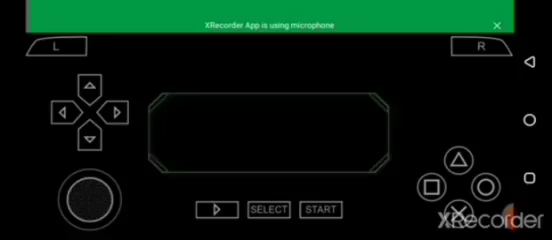 XRecorder App is using microphone
L
R
SELECT
START
XRecorder